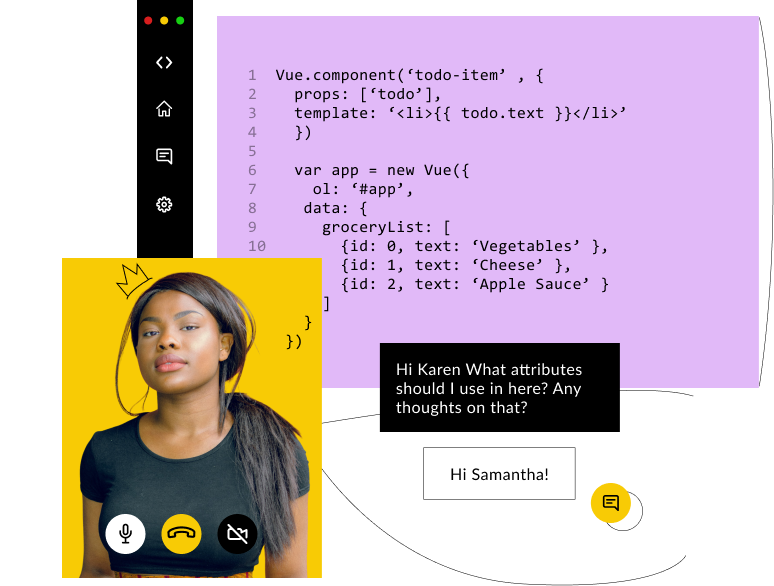 1 Vue.component(‘todo-item’ , {
2 props: [‘todo’],
3 template: ‘<li>{{ todo.text }}</li>’
4 })
5
6 var app = new Vue({
7 ol: ‘#app’,
8 data: {
9 groceryList: [
10 {id: 0, text: ‘Vegetables’ },
{id: 1, text: ‘Cheese’ },
{id: 2, text: ‘Apple Sauce’ }
]
}
})
Hi Karen What attributes
should I use in here? Any
thoughts on that?
Hi Samantha!